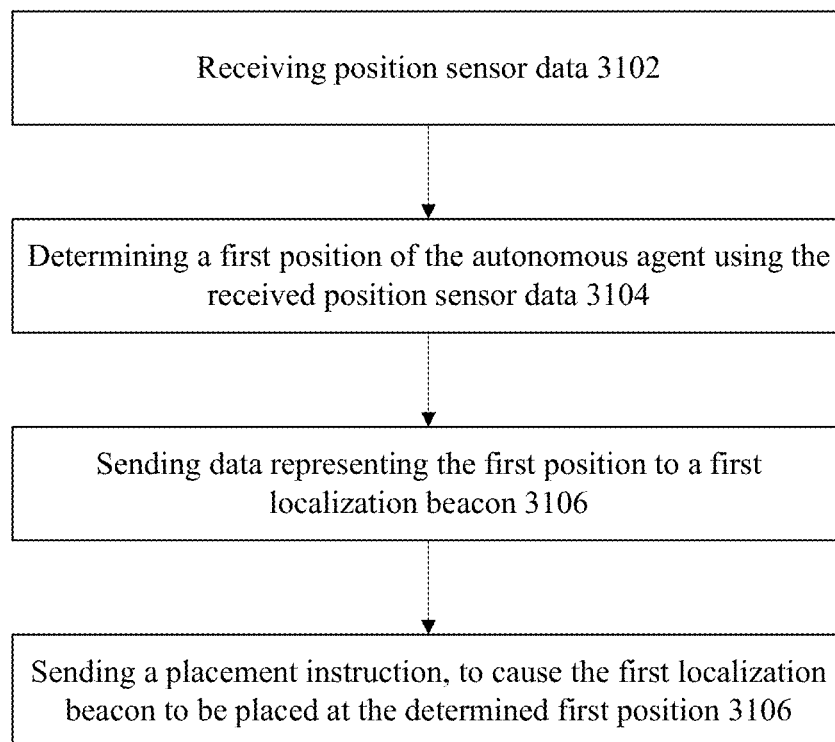 Receiving position sensor data 3102
Determining a first position of the autonomous agent using the
received position sensor data 3104
Sending data representing the first position to a first
localization beacon 3106
Sending a placement instruction, to cause the first localization
beacon to be placed at the determined first position 3106